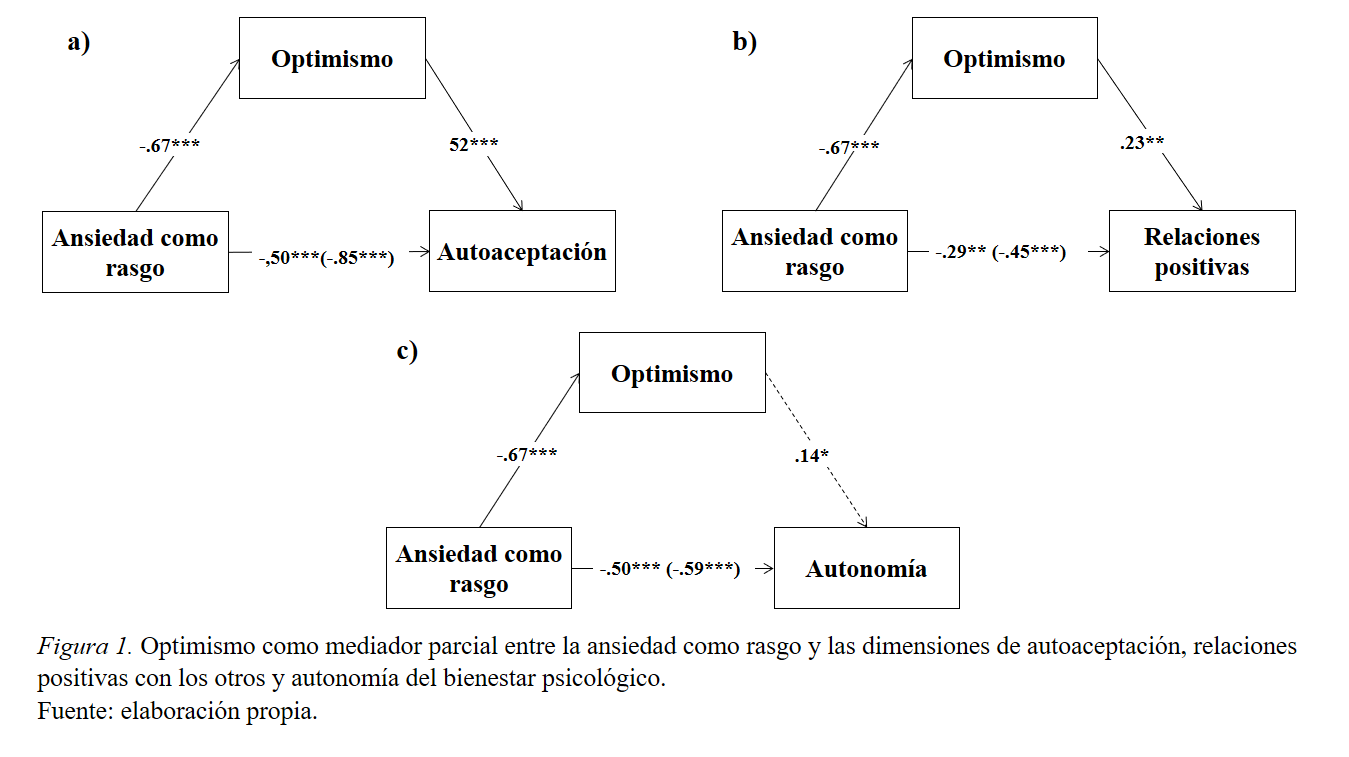 a)
Optimismo
-.67***
52***
Ansiedad como
rasgo
-,50***(-.85***)
Autoaceptación
b)
Optimismo
-.67***
.23**
Ansiedad como
rasgo
-.29** (-.45***)
Relaciones
positivas
c)
Optimismo
-.67***
.14*
Ansiedad como
rasgo
-.50*** (-.59***)
Autonomía
Figura 1. Optimismo como mediador parcial entre la ansiedad como rasgo y las dimensiones de autoaceptación, relaciones
positivas con los otros y autonomía del bienestar psicológico.
Fuente: elaboración propia.